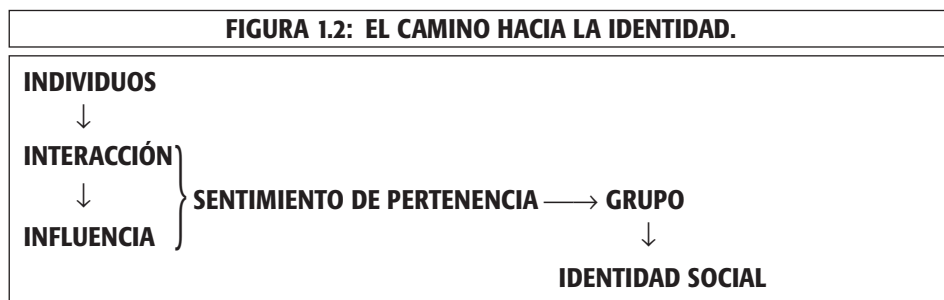 FIGURA 1.2: EL CAMINO HACIA LA IDENTIDAD.
INDIVIDUOS
↓
INTERACCIÓN
↓
INFLUENCIA
SENTIMIENTO DE PERTENENCIA → GRUPO
↓
IDENTIDAD SOCIAL